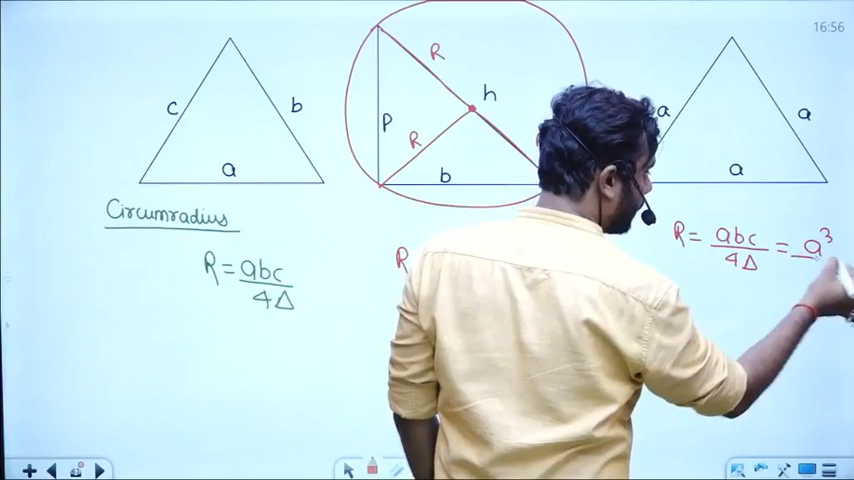 16:56
c
b
a
R
h
P
R
b
a
a
a
Circumradius
R = abc
4Δ
R
R = abc = a³
4Δ